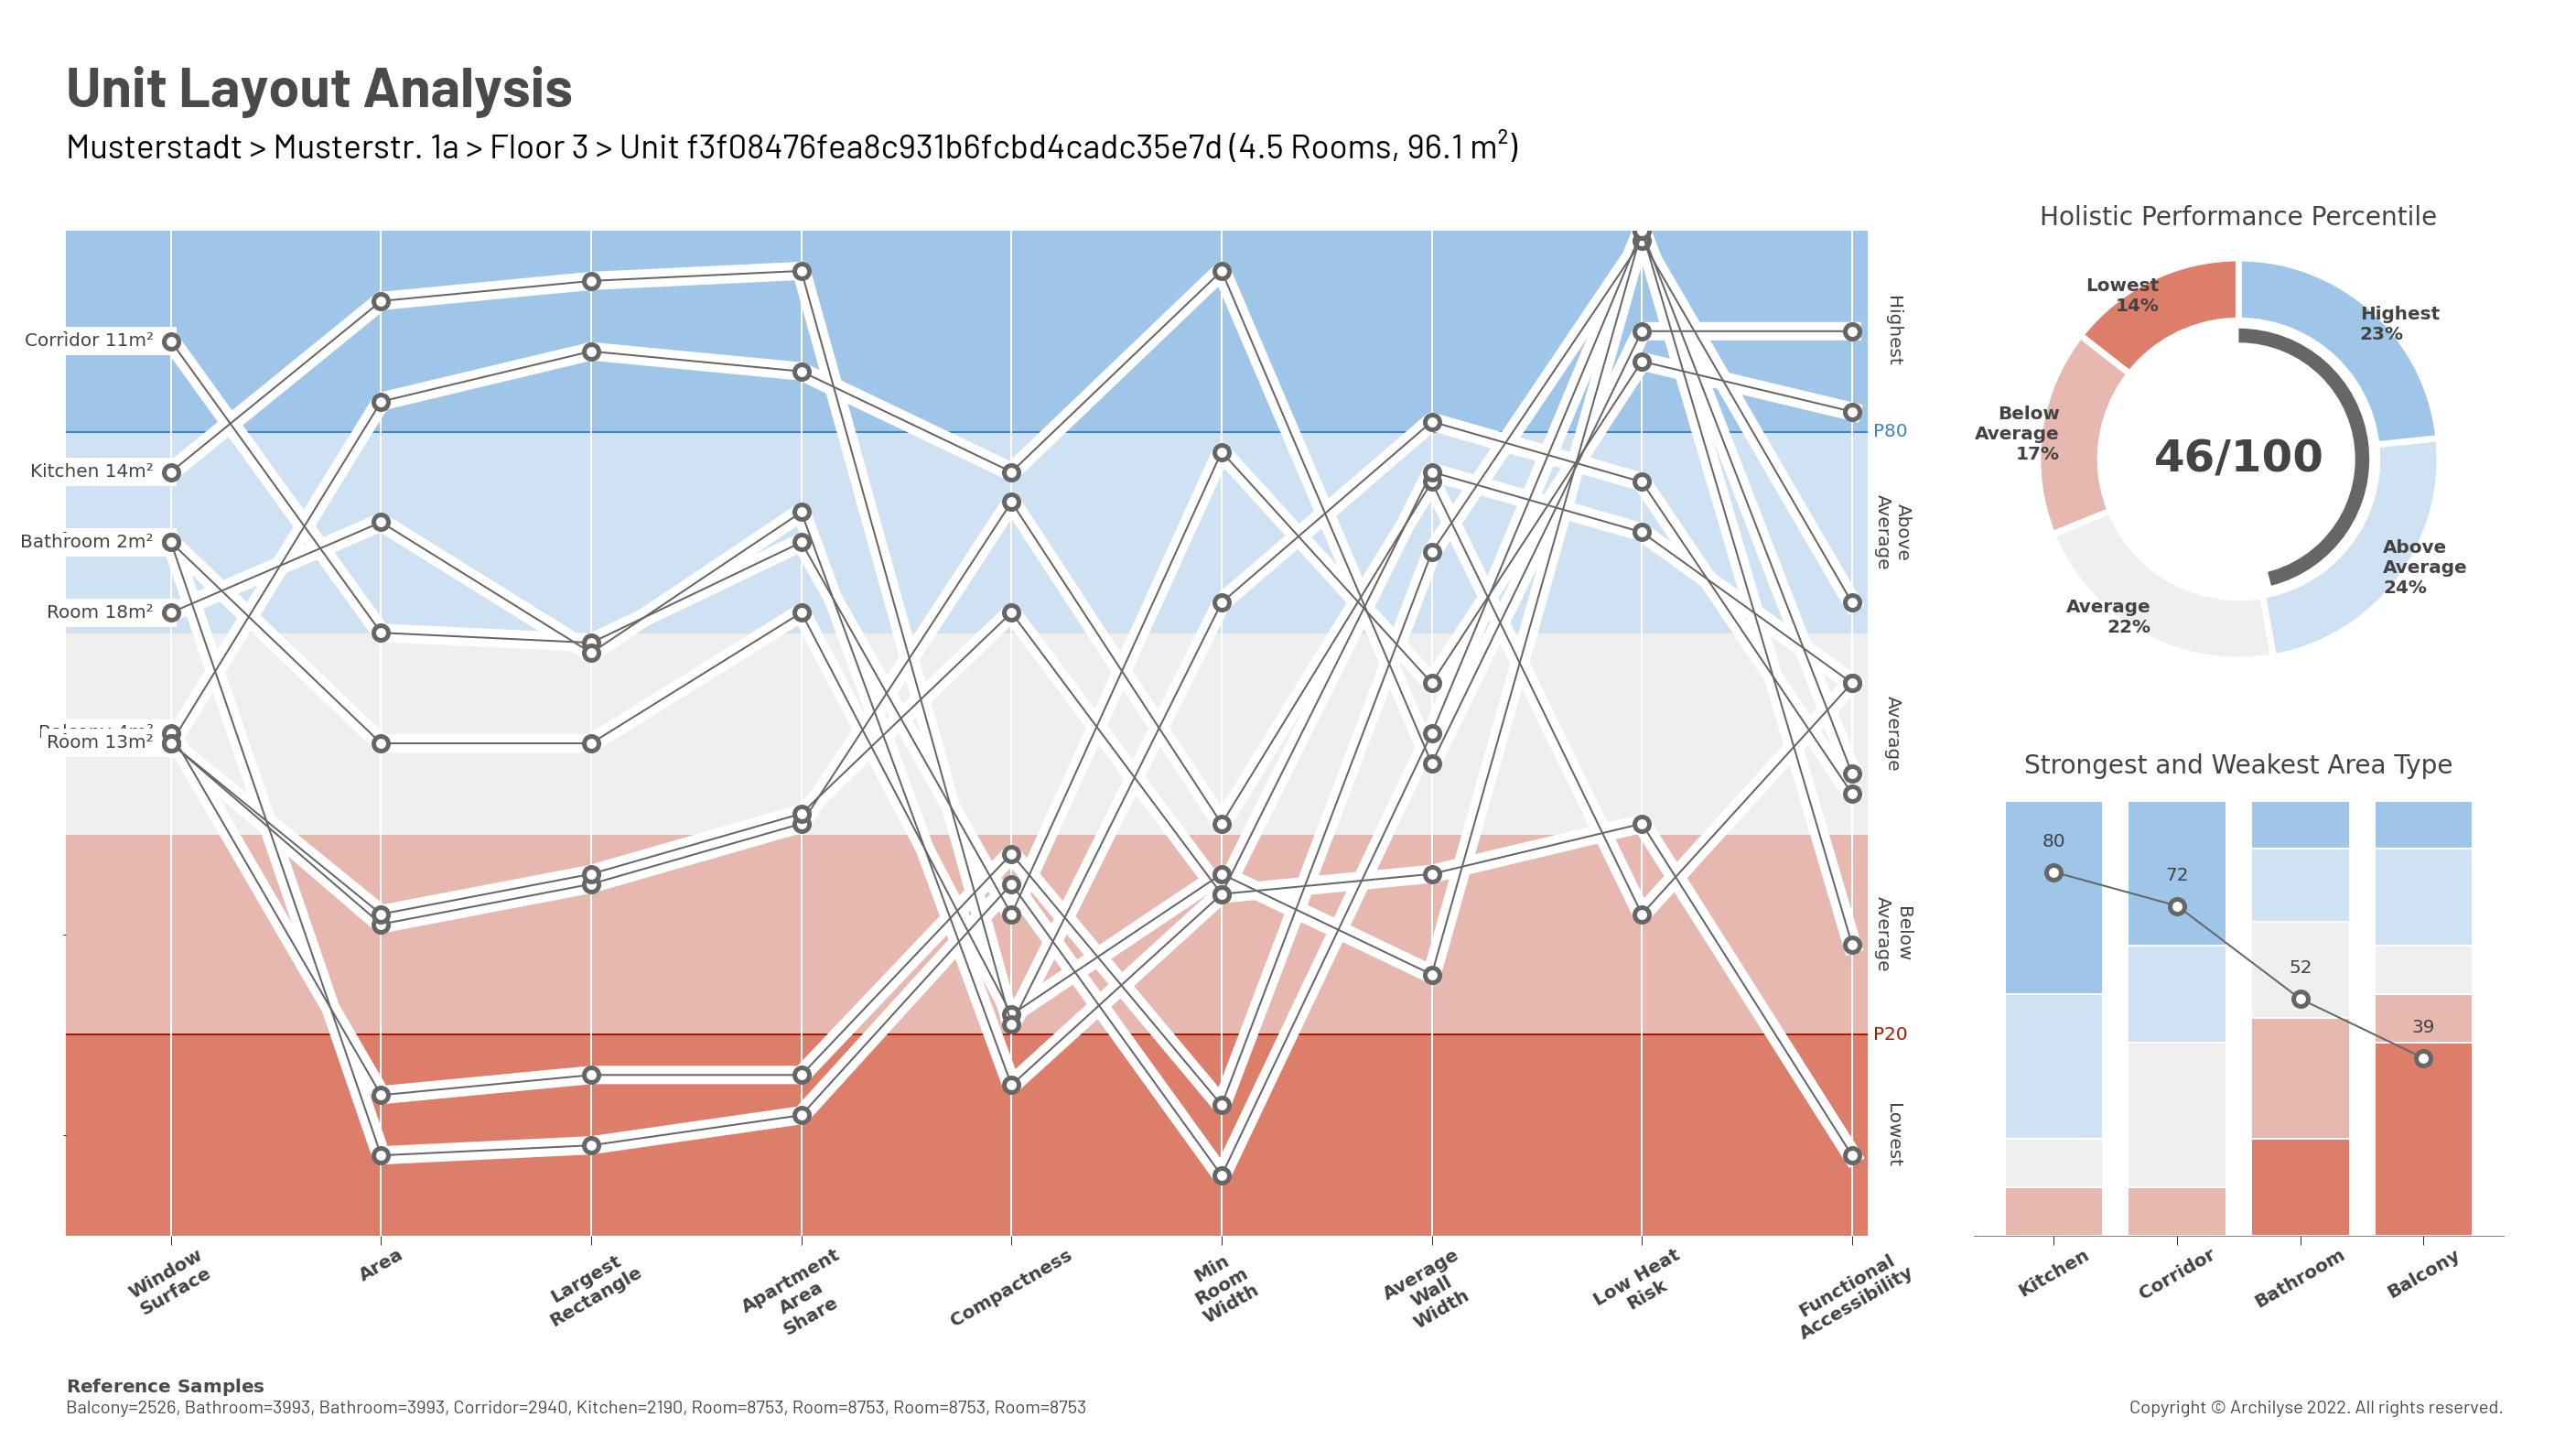 Unit Layout Analysis
Musterstadt > Musterstr. 1a > Floor 3 > Unit f3f08476fea8c931b6fcbd4cadc35e7d (4.5 Rooms, 96.1 m²)
Corridor 11m²
Kitchen 14m²
Bathroom 2m²
Room 18m²
Room 13m²
Highest
P80
Above
Average
Average
Below
Average
P20
Lowest
Window
Surface
Area
Largest
Rectangle
Apartment
Area
Share
Compactness
Min
Room
Width
Average
Wall
Width
Low Heat
Risk
Functional
Accessibility
Holistic Performance Percentile
Lowest
14%
Highest
23%
Below
Average
17%
46/100
Above
Average
24%
Average
22%
Strongest and Weakest Area Type
80
72
52
39
Kitchen
Corridor
Bathroom
Balcony
Reference Samples
Balcony=2526, Bathroom=3993, Bathroom=3993, Corridor=2940, Kitchen=2190, Room=8753, Room=8753, Room=8753, Room=8753
Copyright © Archilyse 2022. All rights reserved.